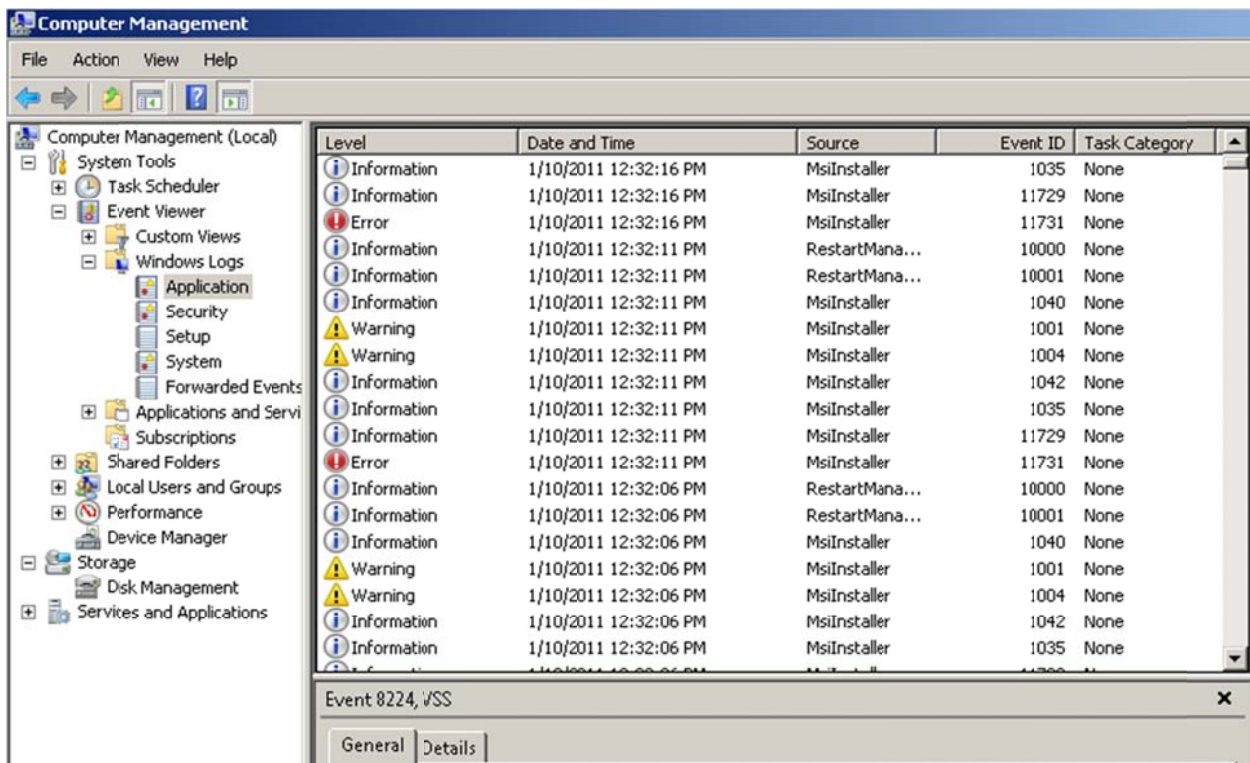 Computer Management
File Action View Help
Computer Management (Local)
System Tools
Task Scheduler
Event Viewer
Custom Views
Windows Logs
Application
Security
Setup
System
Forwarded Events
Applications and Servi
Subscriptions
Shared Folders
Local Users and Groups
Performance
Device Manager
Storage
Disk Management
Services and Applications
Level Date and Time Source Event ID Task Category
Information 1/10/2011 12:32:16 PM MsiInstaller 1035 None
Information 1/10/2011 12:32:16 PM MsiInstaller 11729 None
Error 1/10/2011 12:32:16 PM MsiInstaller 11731 None
Information 1/10/2011 12:32:11 PM RestartMana... 10000 None
Information 1/10/2011 12:32:11 PM RestartMana... 10001 None
Information 1/10/2011 12:32:11 PM MsiInstaller 1040 None
Warning 1/10/2011 12:32:11 PM MsiInstaller 1001 None
Warning 1/10/2011 12:32:11 PM MsiInstaller 1004 None
Information 1/10/2011 12:32:11 PM MsiInstaller 1042 None
Information 1/10/2011 12:32:11 PM MsiInstaller 1035 None
Information 1/10/2011 12:32:11 PM MsiInstaller 11729 None
Error 1/10/2011 12:32:11 PM MsiInstaller 11731 None
Information 1/10/2011 12:32:06 PM RestartMana... 10000 None
Information 1/10/2011 12:32:06 PM RestartMana... 10001 None
Information 1/10/2011 12:32:06 PM MsiInstaller 1040 None
Warning 1/10/2011 12:32:06 PM MsiInstaller 1001 None
Warning 1/10/2011 12:32:06 PM MsiInstaller 1004 None
Information 1/10/2011 12:32:06 PM MsiInstaller 1042 None
Information 1/10/2011 12:32:06 PM MsiInstaller 1035 None
Event 8224, VSS
General Details